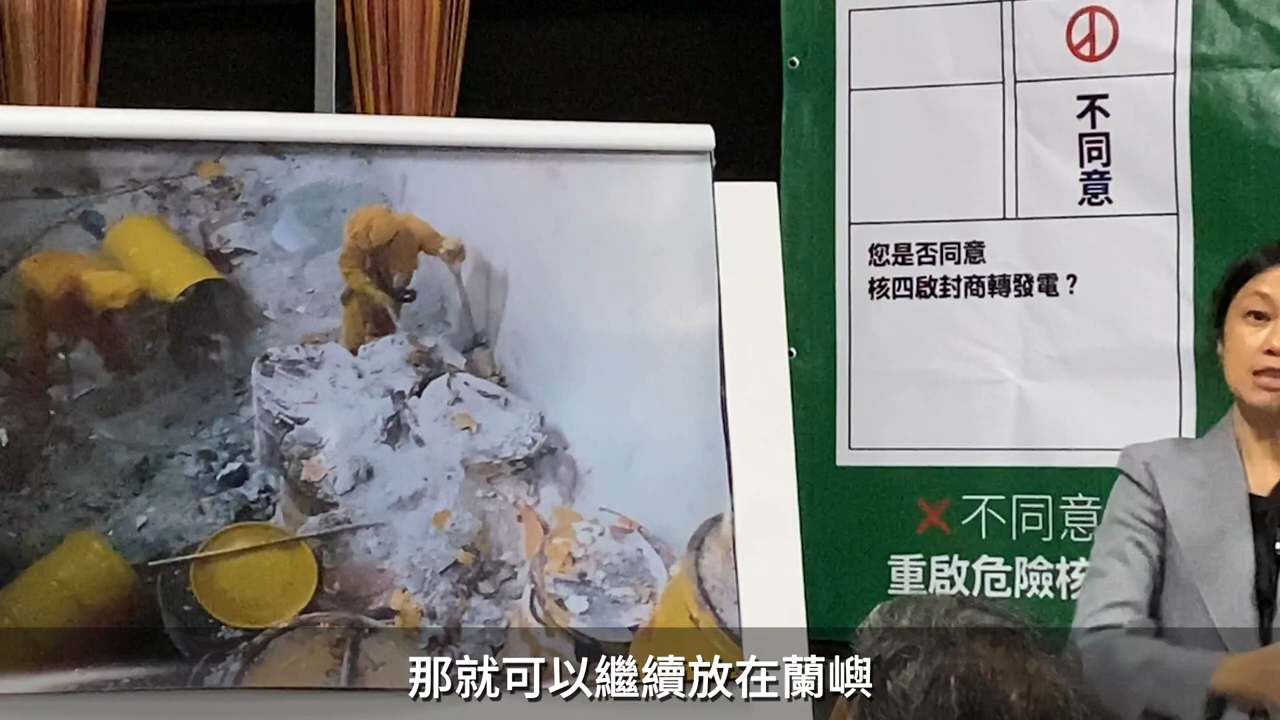 不同意
您是否同意
核四啟封商轉發電？
不同意
重啟危險核
那就可以繼續放在蘭嶼